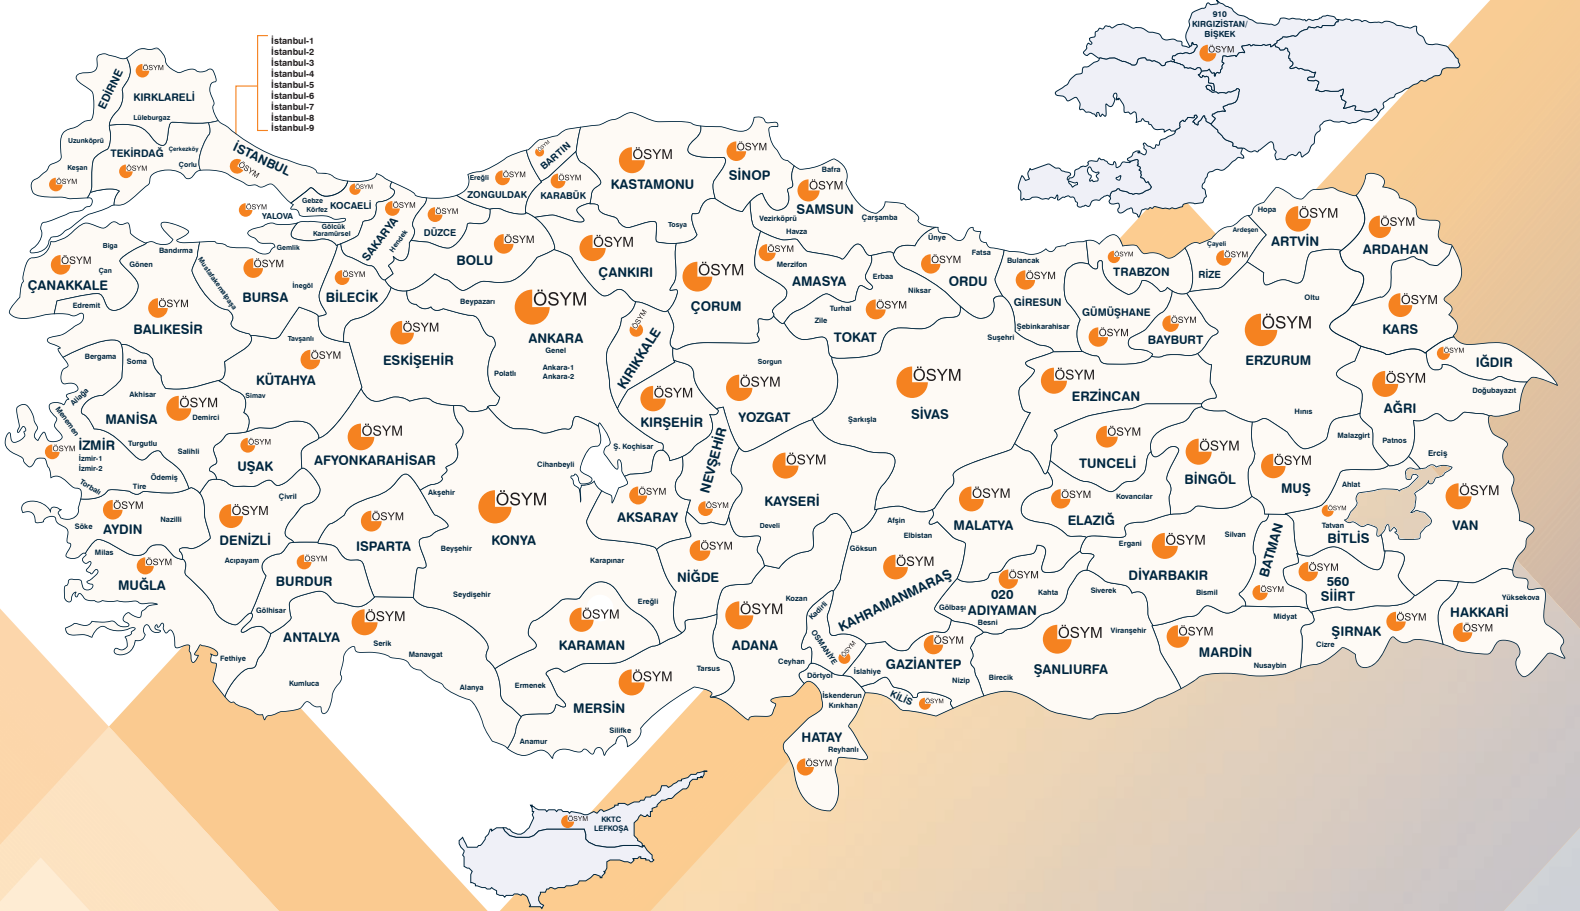 910
KIRGIZİSTAN/
BİŞKEK
ÖSYM
İstanbul-1
İstanbul-2
İstanbul-3
İstanbul-4
İstanbul-5
İstanbul-6
İstanbul-7
İstanbul-8
İstanbul-9
EDİRNE
Uzunköprü
Keşan
ÖSYM
ÖSYM
KIRKLARELİ
Lüleburgaz
TEKİRDAĞ
Çerkezköy
Çorlu
ÖSYM
İSTANBUL
ÖSYM
ÖSYM
YALOVA
ÖSYM
KOCAELİ
Gebze
Körfez
Gölcük
Karamürsel
ÖSYM
SAKARYA
Hendek
ÖSYM
DÜZCE
Ereğli
ÖSYM
ZONGULDAK
ÖSYM
BARTIN
ÖSYM
KARABÜK
ÖSYM
BOLU
ÖSYM
KASTAMONU
Tosya
ÖSYM
SİNOP
Bafra
ÖSYM
SAMSUN
Çarşamba
Vezirköprü
Havza
ÖSYM
ÇANKIRI
ÖSYM
ÇORUM
ÖSYM
Merzifon
AMASYA
Ünye
Fatsa
ÖSYM
ORDU
Erbaa
Niksar
Turhal
Zile
ÖSYM
TOKAT
Bulancak
ÖSYM
GİRESUN
Şebinkarahisar
ÖSYM
TRABZON
GÜMÜŞHANE
ÖSYM
ÖSYM
BAYBURT
Çayeli
Ardeşen
ÖSYM
RİZE
Hopa
ÖSYM
ARTVİN
ÖSYM
ARDAHAN
ÖSYM
KARS
ÖSYM
IĞDIR
Oltu
ÖSYM
ERZURUM
Hınıs
ÖSYM
AĞRI
Doğubayazıt
Patnos
Biga
ÖSYM
Çan
ÇANAKKALE
Bandırma
Gönen
Edremit
ÖSYM
BALIKESİR
Mustafakemalpaşa
Gemlik
ÖSYM
İnegöl
BURSA
ÖSYM
BİLECİK
ÖSYM
ESKİŞEHİR
Beypazarı
ÖSYM
ANKARA
Genel
Ankara-1
Ankara-2
Polatlı
Ş. Koçhisar
ÖSYM
KIRIKKALE
ÖSYM
KIRŞEHİR
Sorgun
ÖSYM
YOZGAT
Suşehri
ÖSYM
SİVAS
Şarkışla
ÖSYM
ERZİNCAN
ÖSYM
TUNCELİ
ÖSYM
BİNGÖL
Malazgirt
ÖSYM
MUŞ
Erciş
ÖSYM
VAN
Ahlat
ÖSYM
Tatvan
BİTLİS
Bergama
Aliağa
Menemen
ÖSYM
İZMİR
İzmir-1
İzmir-2
Torbalı
Tire
Ödemiş
Soma
Akhisar
ÖSYM
MANİSA
Demirci
Turgutlu
Salihli
Tavşanlı
ÖSYM
KÜTAHYA
Simav
ÖSYM
UŞAK
ÖSYM
AFYONKARAHİSAR
ÖSYM
AYDIN
Söke
Nazilli
Çivril
ÖSYM
DENİZLİ
Acıpayam
ÖSYM
ISPARTA
ÖSYM
BURDUR
Gölhisar
Milas
ÖSYM
MUĞLA
Fethiye
ÖSYM
ANTALYA
Serik
Manavgat
Kumluca
Alanya
Cihanbeyli
Akşehir
ÖSYM
KONYA
Beyşehir
Seydişehir
Karapınar
Ereğli
ÖSYM
AKSARAY
NEVŞEHİR
ÖSYM
ÖSYM
KAYSERİ
Develi
ÖSYM
NİĞDE
ÖSYM
KARAMAN
Ermenek
ÖSYM
MERSİN
Tarsus
Silifke
Anamur
Kozan
ÖSYM
ADANA
Ceyhan
Kadirli
OSMANİYE
ÖSYM
Afşin
Elbistan
Göksun
ÖSYM
KAHRAMANMARAŞ
ÖSYM
MALATYA
ÖSYM
Kovancılar
ELAZIĞ
ÖSYM
020
ADIYAMAN
Kahta
Gölbaşı
Besni
Ergani
Silvan
ÖSYM
DİYARBAKIR
Bismil
BATMAN
ÖSYM
ÖSYM
560
SİİRT
ÖSYM
ŞIRNAK
Cizre
Yüksekova
HAKKARİ
ÖSYM
Midyat
ÖSYM
MARDİN
Nusaybin
Siverek
Viranşehir
ÖSYM
ŞANLIURFA
Birecik
ÖSYM
GAZİANTEP
İslahiye
Nizip
KİLİS
ÖSYM
Dörtyol
İskenderun
Kırıkhan
HATAY
Reyhanlı
ÖSYM
ÖSYM
KKTC
LEFKOŞA